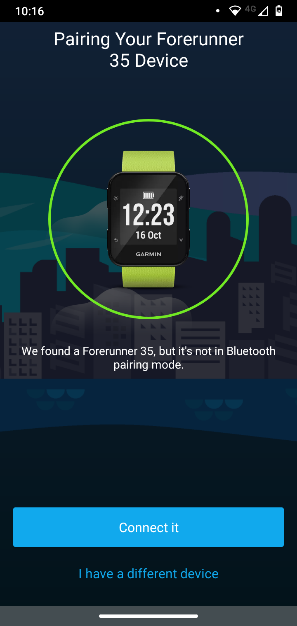 10:16
4G
Pairing Your Forerunner
35 Device
12:23
16 Oct
GARMIN
We found a Forerunner 35, but it's not in Bluetooth
pairing mode.
Connect it
I have a different device